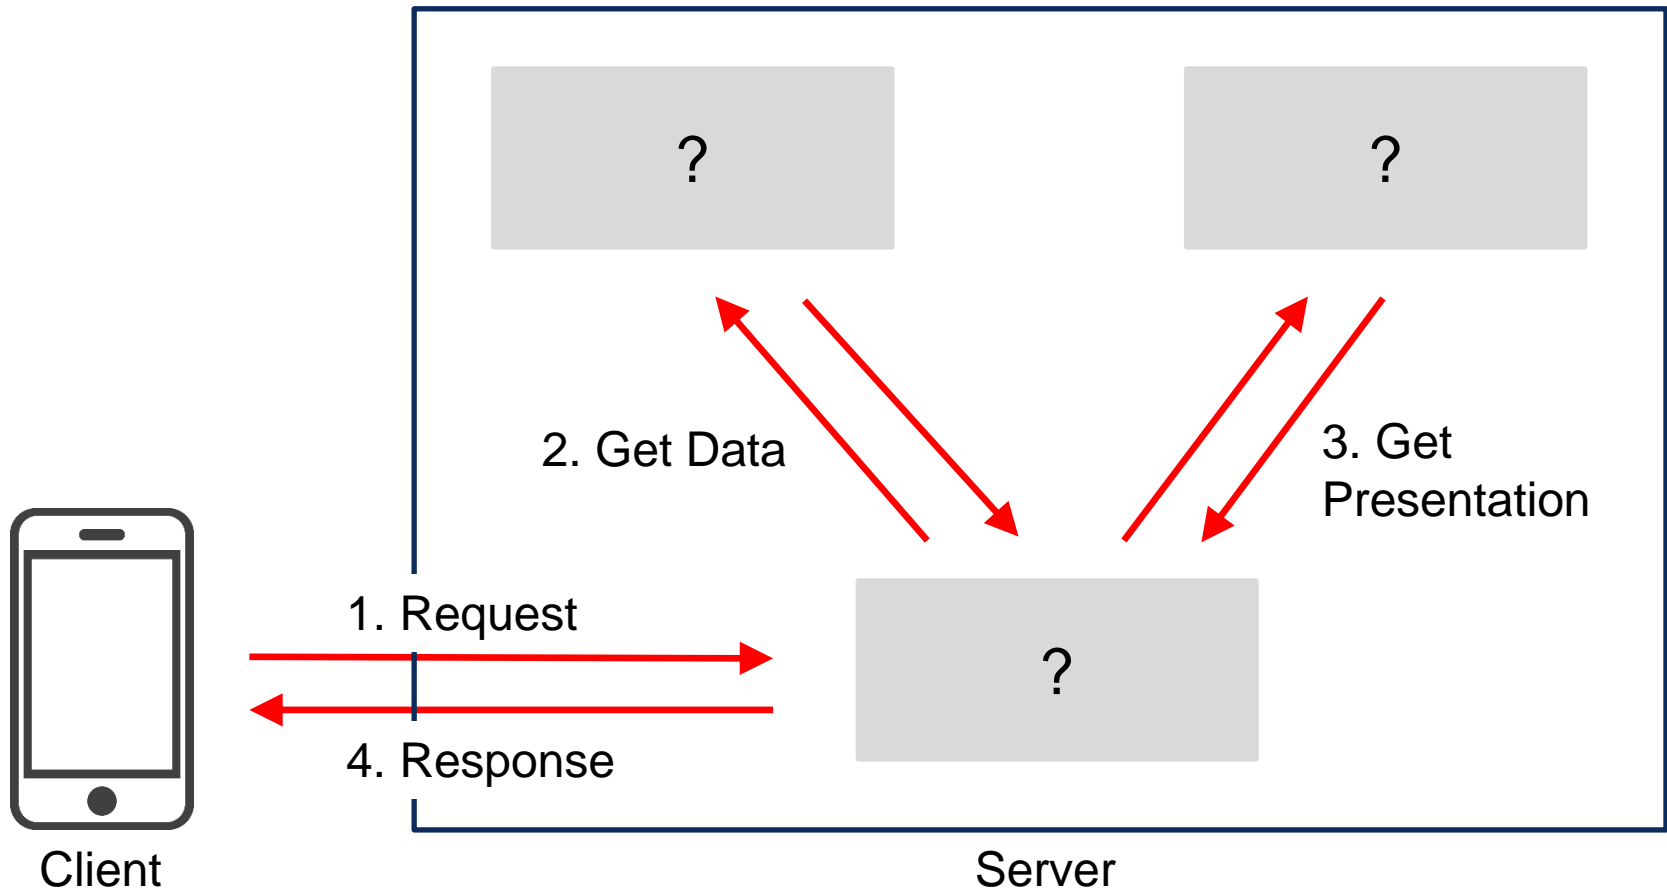 ?
?
2. Get Data
3. Get
Presentation
1. Request
?
4. Response
Client
Server